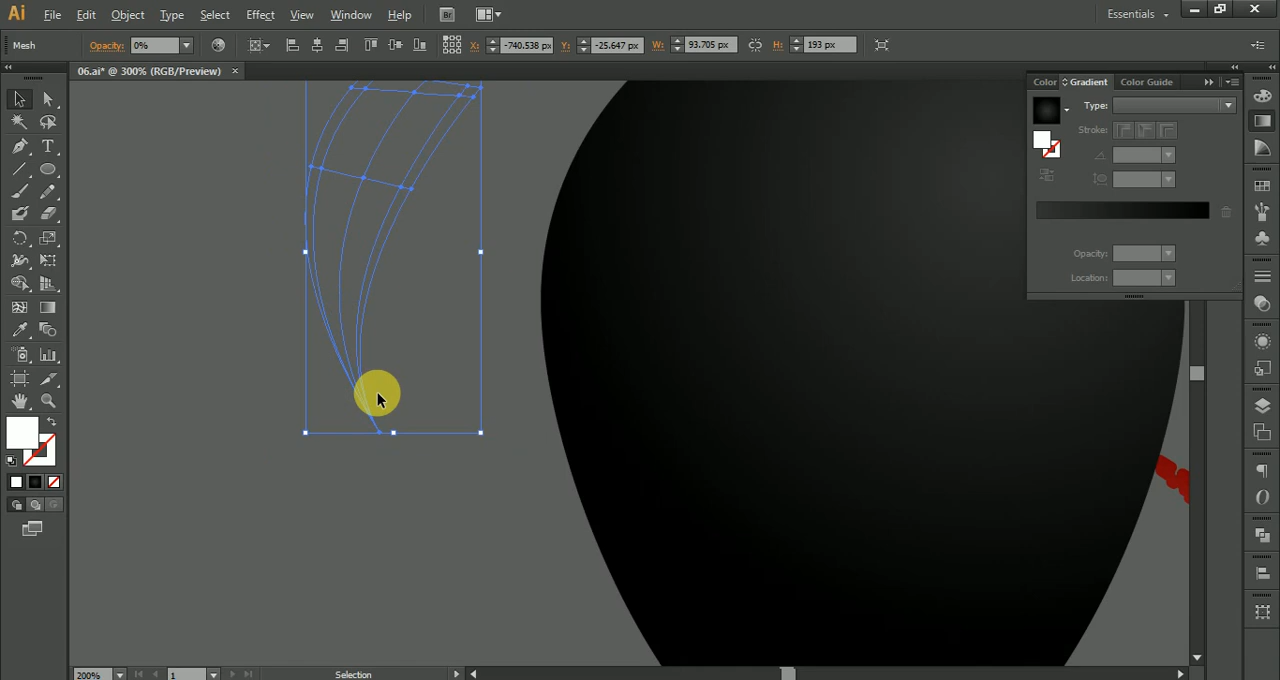 Ai File Edit Object Type Select Effect View Window Help Br Essentials
Mesh Opacity: 0% X: -740.538 px Y: -25.647 px W: 93.705 px H: 193 px
06.ai* @ 300% (RGB/Preview) ×
Color Gradient Color Guide
Type:
Stroke:
Opacity:
Location:
200% 1 Selection